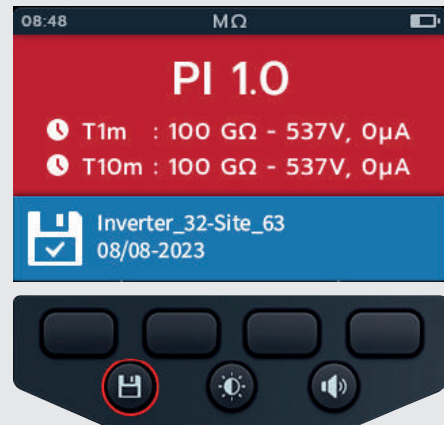 08:48 MΩ
PI 1.0
T1m : 100 GΩ - 537V, 0µA
T10m : 100 GΩ - 537V, 0µA
Inverter_32-Site_63
08/08-2023